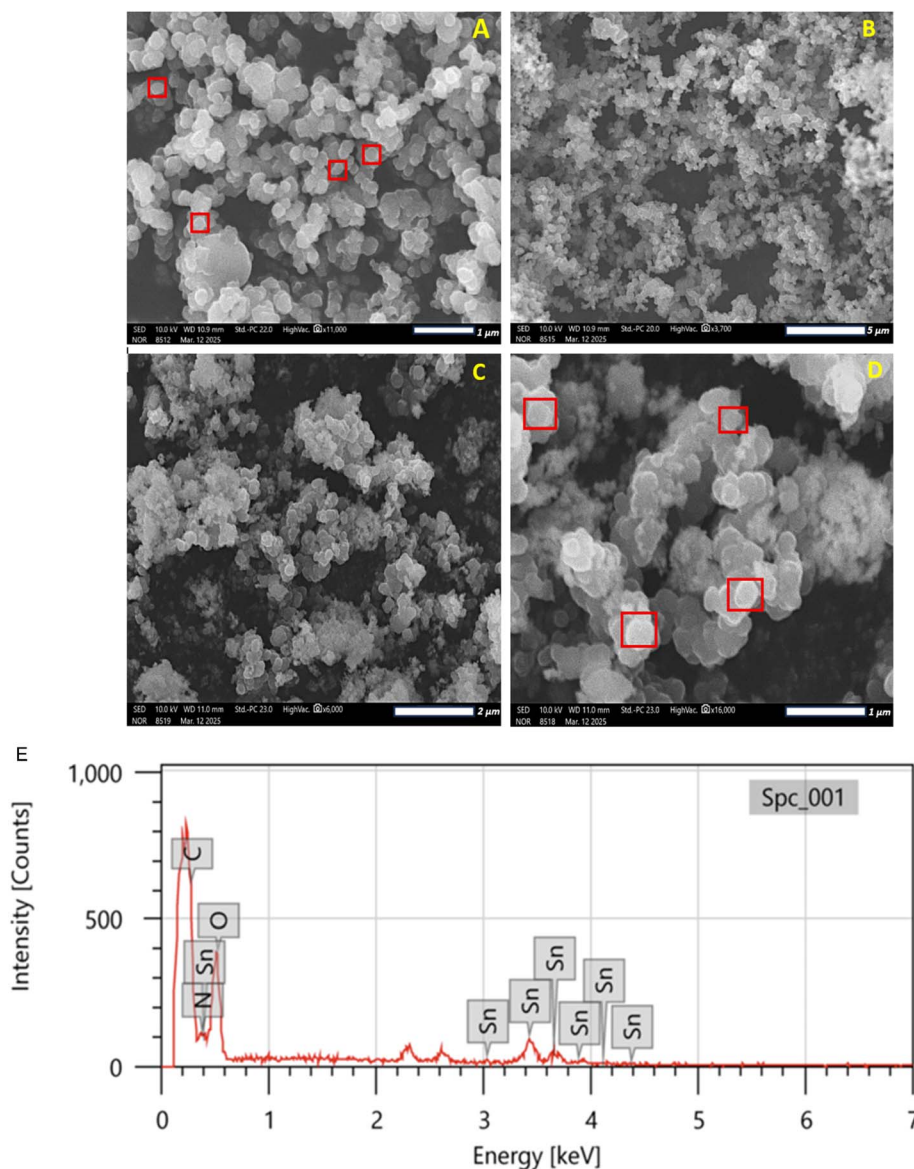 A
SED 10.0 kV WD 10.9 mm Std.-PC 22.0 HighVac. x11,000 1 µm
NOR 8512 Mar. 12 2025
B
SED 10.0 kV WD 10.9 mm Std.-PC 20.0 HighVac. x3,700 5 µm
NOR 8515 Mar. 12 2025
C
SED 10.0 kV WD 11.0 mm Std.-PC 23.0 HighVac. x6,000 2 µm
NOR 8519 Mar. 12 2025
D
SED 10.0 kV WD 11.0 mm Std.-PC 23.0 HighVac. x16,000 1 µm
NOR 8518 Mar. 12 2025
E
Intensity [Counts]
1,000
500
0
Spc_001
C
N
Sn
O
Sn
Sn
Sn
Sn
Sn
Sn
0 1 2 3 4 5 6 7
Energy [keV]